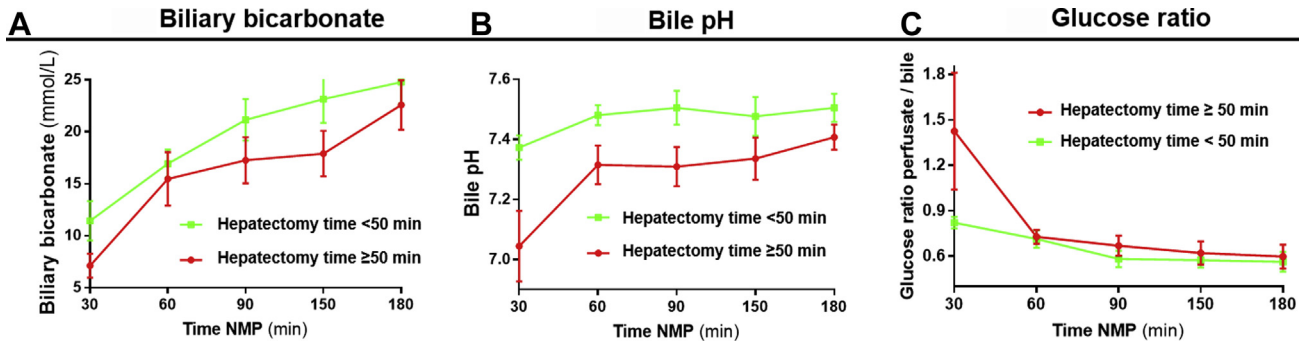 A Biliary bicarbonate
Biliary bicarbonate (mmol/L)
25
20
15
10
5
30 60 90 150 180
Time NMP (min)
Hepatectomy time <50 min
Hepatectomy time ≥50 min
B Bile pH
Bile pH
7.6
7.4
7.2
7.0
30 60 90 150 180
Time NMP (min)
Hepatectomy time <50 min
Hepatectomy time ≥50 min
C Glucose ratio
Glucose ratio perfusate / bile
1.8
1.5
1.2
0.9
0.6
30 60 90 150 180
Time NMP (min)
Hepatectomy time ≥ 50 min
Hepatectomy time < 50 min